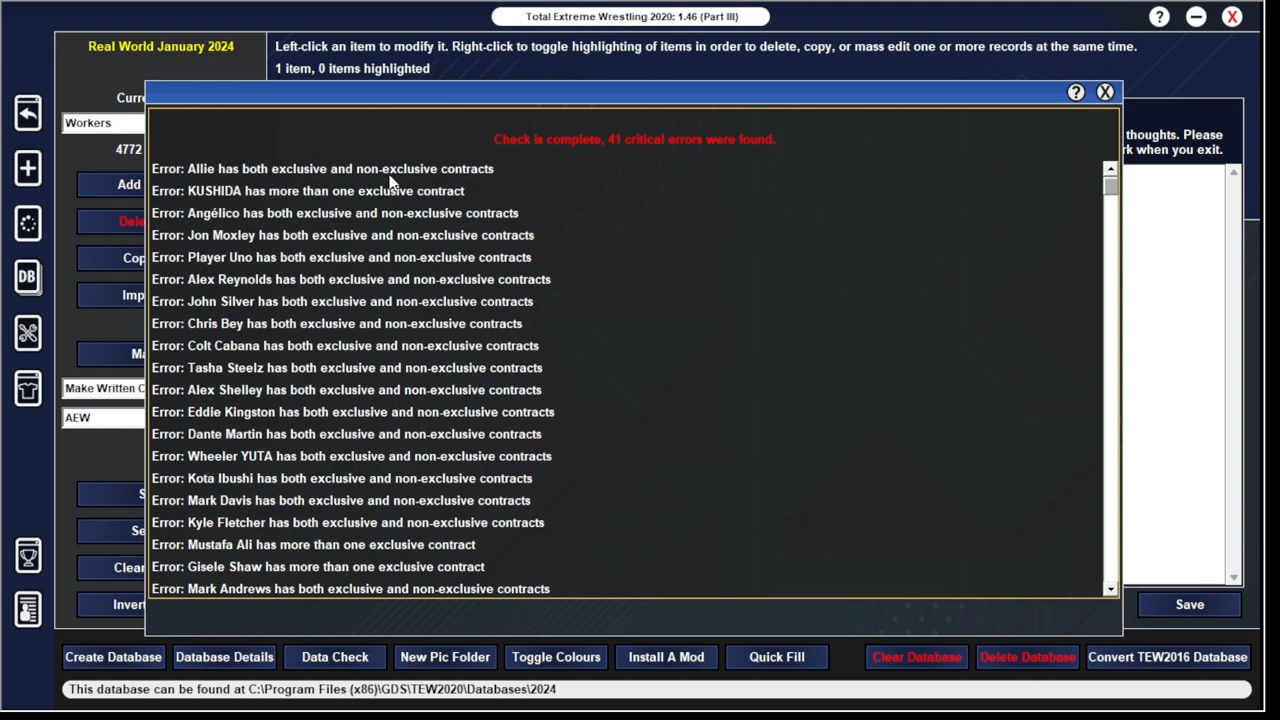 Total Extreme Wrestling 2020: 1.46 (Part III)
?
X
Real World January 2024
Left-click an item to modify it. Right-click to toggle highlighting of items in order to delete, copy, or mass edit one or more records at the same time.
1 item, 0 items highlighted
Curr
Workers
4772
Add
Dele
Cop
Imp
Ma
Make Written C
AEW
S
Se
Clear
Invert
DB
? X
Check is complete, 41 critical errors were found.
Error: Allie has both exclusive and non-exclusive contracts
Error: KUSHIDA has more than one exclusive contract
Error: Angélico has both exclusive and non-exclusive contracts
Error: Jon Moxley has both exclusive and non-exclusive contracts
Error: Player Uno has both exclusive and non-exclusive contracts
Error: Alex Reynolds has both exclusive and non-exclusive contracts
Error: John Silver has both exclusive and non-exclusive contracts
Error: Chris Bey has both exclusive and non-exclusive contracts
Error: Colt Cabana has both exclusive and non-exclusive contracts
Error: Tasha Steelz has both exclusive and non-exclusive contracts
Error: Alex Shelley has both exclusive and non-exclusive contracts
Error: Eddie Kingston has both exclusive and non-exclusive contracts
Error: Dante Martin has both exclusive and non-exclusive contracts
Error: Wheeler YUTA has both exclusive and non-exclusive contracts
Error: Kota Ibushi has both exclusive and non-exclusive contracts
Error: Mark Davis has both exclusive and non-exclusive contracts
Error: Kyle Fletcher has both exclusive and non-exclusive contracts
Error: Mustafa Ali has more than one exclusive contract
Error: Gisele Shaw has more than one exclusive contract
Error: Mark Andrews has both exclusive and non-exclusive contracts
thoughts. Please
rk when you exit.
Save
Create Database
Database Details
Data Check
New Pic Folder
Toggle Colours
Install A Mod
Quick Fill
Clear Database
Delete Database
Convert TEW2016 Database
This database can be found at C:\Program Files (x86)\GDS\TEW2020\Databases\2024